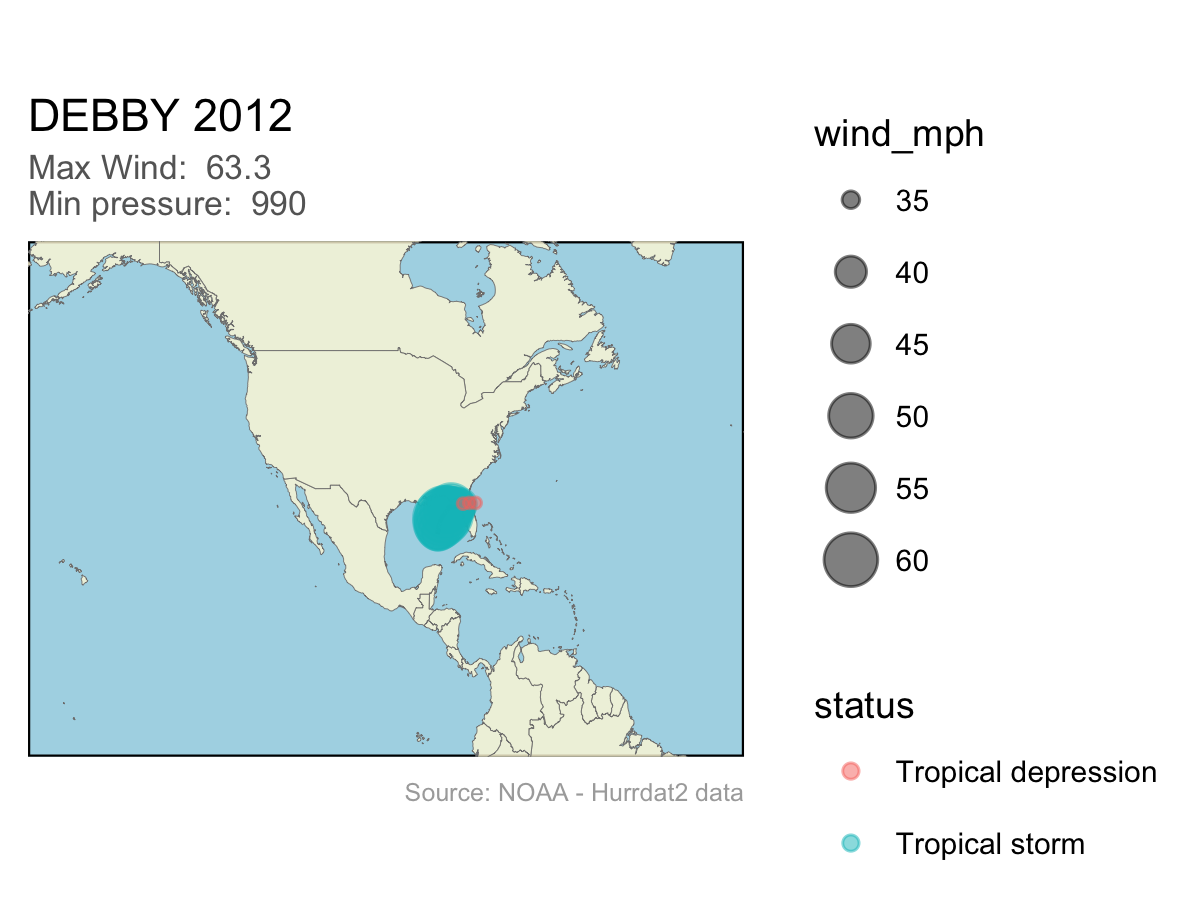 DEBBY 2012
Max Wind:  63.3
Min pressure:  990
wind_mph
35
40
45
50
55
60
status
Tropical depression
Tropical storm
Source: NOAA - Hurrdat2 data